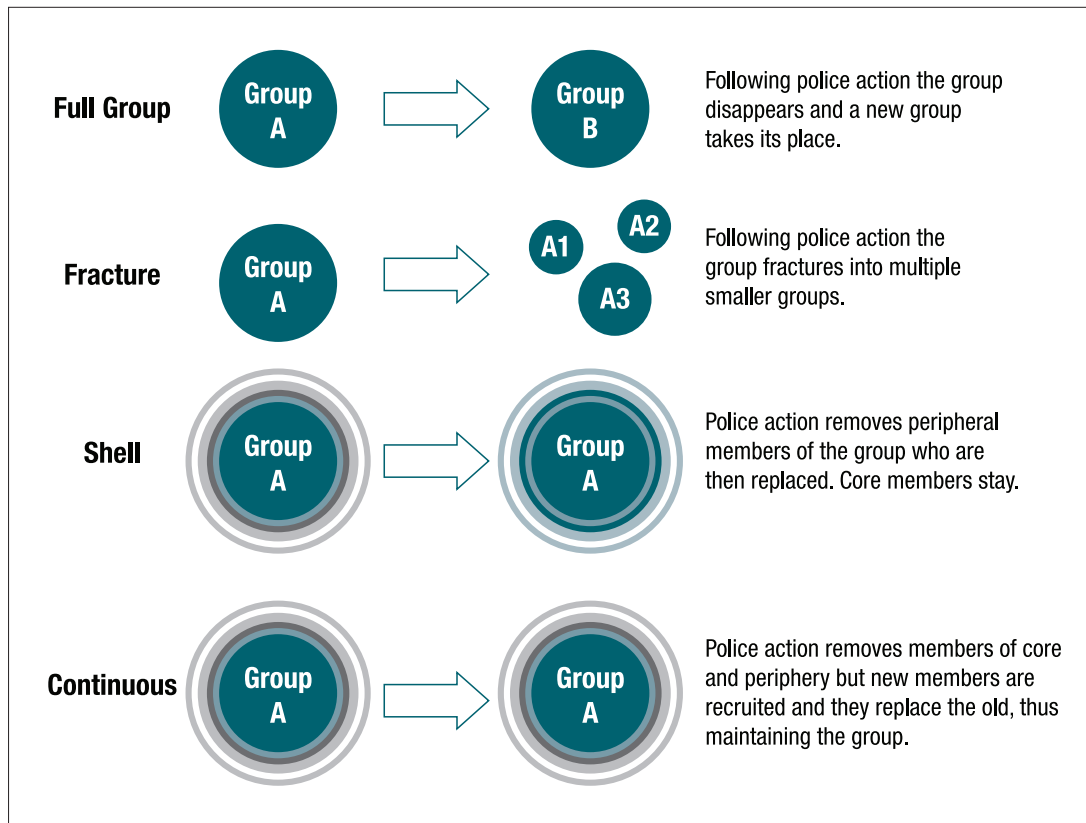 Full Group
Group
A
Group
B
Following police action the group
disappears and a new group
takes its place.
Fracture
Group
A
A1
A2
A3
Following police action the
group fractures into multiple
smaller groups.
Shell
Group
A
Group
A
Police action removes peripheral
members of the group who are
then replaced. Core members stay.
Continuous
Group
A
Group
A
Police action removes members of core
and periphery but new members are
recruited and they replace the old, thus
maintaining the group.